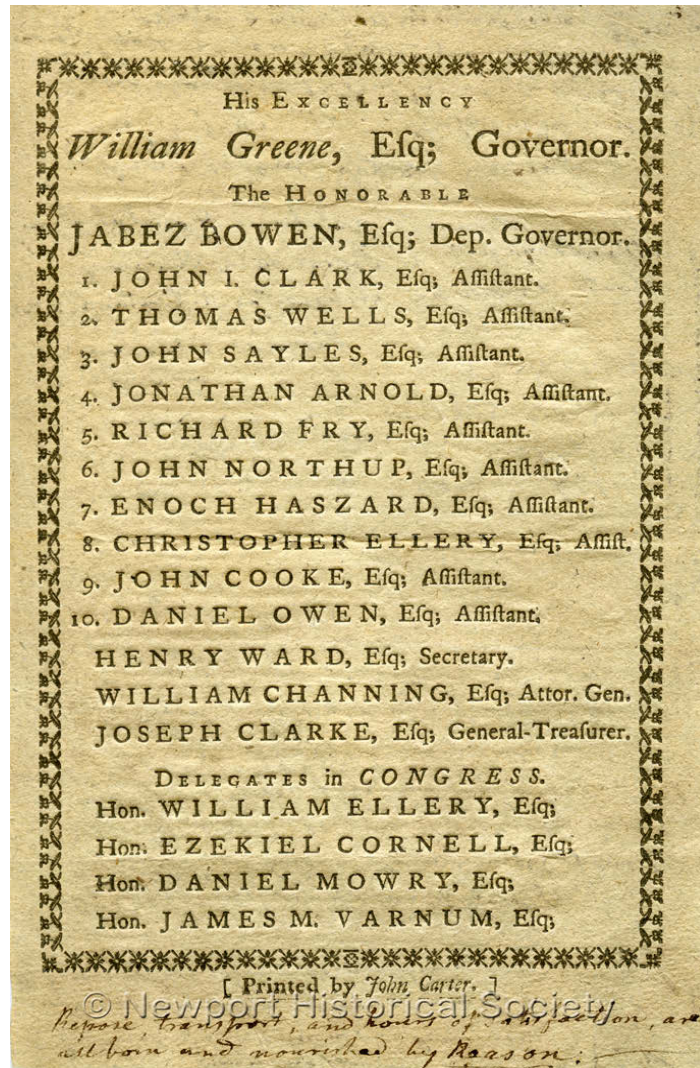 His EXCELLENCY
William Greene, Eſq; Governor.
The HONORABLE
JABEZ BOWEN, Eſq; Dep. Governor.
1. JOHN I. CLARK, Eſq; Aſſiſtant.
2. THOMAS WELLS, Eſq; Aſſiſtant.
3. JOHN SAYLES, Eſq; Aſſiſtant.
4. JONATHAN ARNOLD, Eſq; Aſſiſtant.
5. RICHARD FRY, Eſq; Aſſiſtant.
6. JOHN NORTHUP, Eſq; Aſſiſtant.
7. ENOCH HASZARD, Eſq; Aſſiſtant.
8. CHRISTOPHER ELLERY, Eſq; Aſſiſt.
9. JOHN COOKE, Eſq; Aſſiſtant.
10. DANIEL OWEN, Eſq; Aſſiſtant.
HENRY WARD, Eſq; Secretary.
WILLIAM CHANNING, Eſq; Attor. Gen.
JOSEPH CLARKE, Eſq; General-Treaſurer.
DELEGATES in CONGRESS.
Hon. WILLIAM ELLERY, Eſq;
Hon. EZEKIEL CORNELL, Eſq;
Hon. DANIEL MOWRY, Eſq;
Hon. JAMES M. VARNUM, Eſq;
[ Printed by John Carter. ]
© Newport Historical Society
Repose, transport, and hours of Satisfaction, are
all born and nourished by Reason: